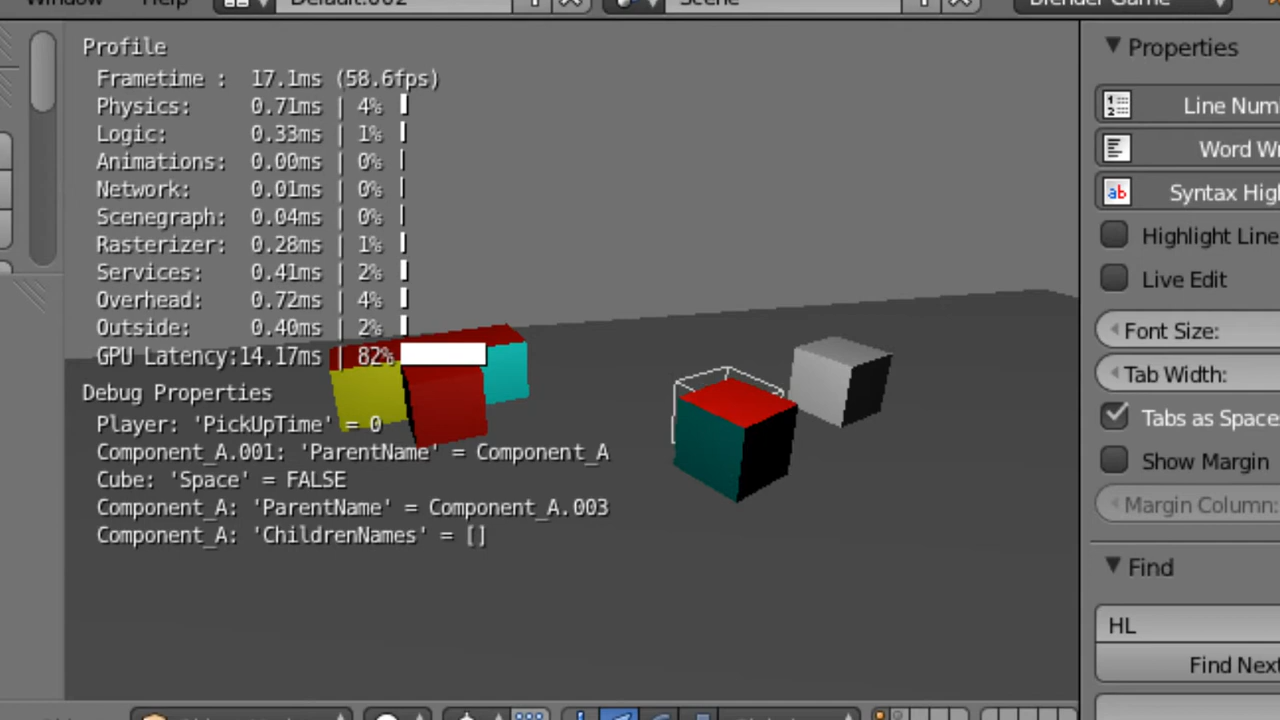 Window Help Default.002 Scene Blender Game
Profile
Frametime : 17.1ms (58.6fps)
Physics: 0.71ms | 4%
Logic: 0.33ms | 1%
Animations: 0.00ms | 0%
Network: 0.01ms | 0%
Scenegraph: 0.04ms | 0%
Rasterizer: 0.28ms | 1%
Services: 0.41ms | 2%
Overhead: 0.72ms | 4%
Outside: 0.40ms | 2%
GPU Latency:14.17ms | 82%
Debug Properties
Player: 'PickUpTime' = 0
Component_A.001: 'ParentName' = Component_A
Cube: 'Space' = FALSE
Component_A: 'ParentName' = Component_A.003
Component_A: 'ChildrenNames' = []
Properties
Line Num
Word Wr
ab Syntax High
Highlight Line
Live Edit
Font Size:
Tab Width:
Tabs as Space
Show Margin
Margin Column:
Find
HL
Find Next